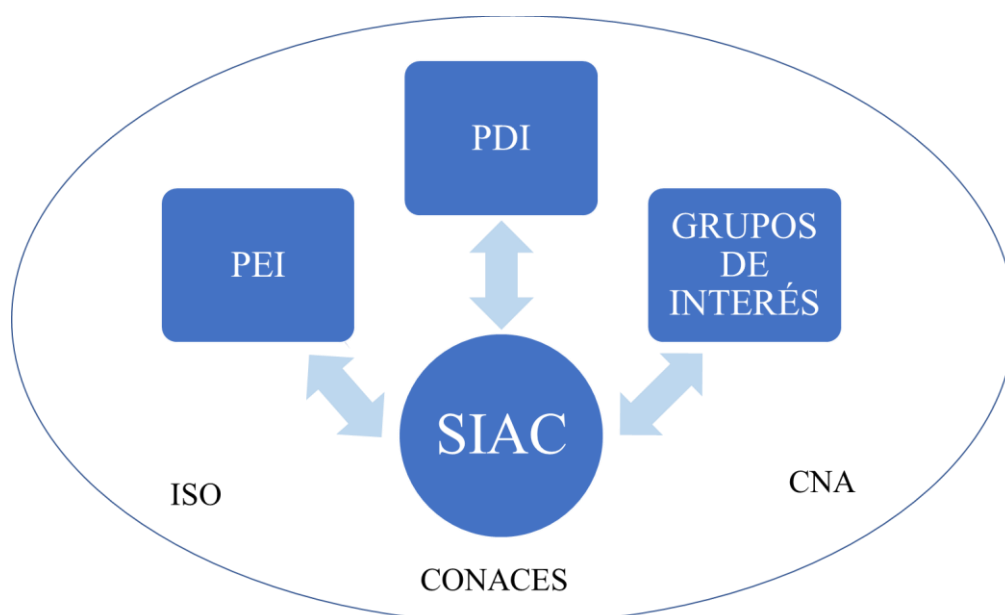 PDI
PEI
GRUPOS
DE
INTERÉS
SIAC
ISO
CNA
CONACES